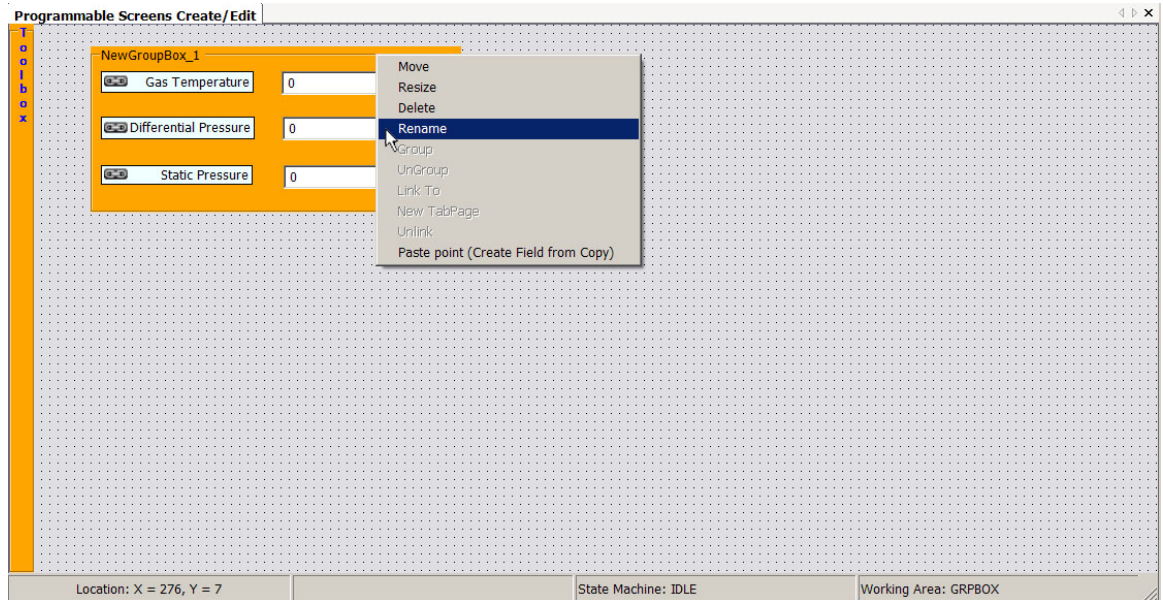 Programmable Screens Create/Edit
Toolbox
NewGroupBox_1
Gas Temperature 0
Differential Pressure 0
Static Pressure 0
Move
Resize
Delete
Rename
Group
UnGroup
Link To
New TabPage
Unlink
Paste point (Create Field from Copy)
Location: X = 276, Y = 7 State Machine: IDLE Working Area: GRPBOX